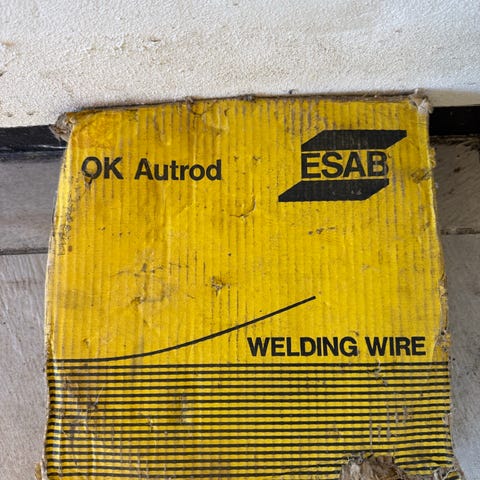 OK Autrod
ESAB
WELDING WIRE